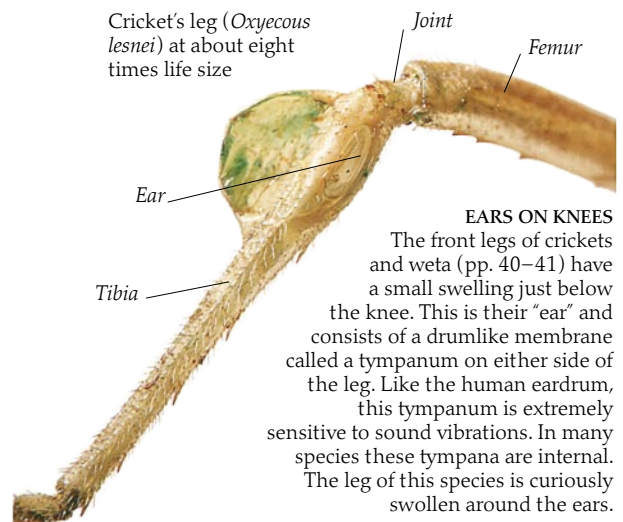 Cricket's leg (Oxyecous
lesnei) at about eight
times life size
Joint
Femur
Ear
Tibia
EARS ON KNEES
The front legs of crickets
and weta (pp. 40–41) have
a small swelling just below
the knee. This is their "ear" and
consists of a drumlike membrane
called a tympanum on either side of
the leg. Like the human eardrum,
this tympanum is extremely
sensitive to sound vibrations. In many
species these tympana are internal.
The leg of this species is curiously
swollen around the ears.